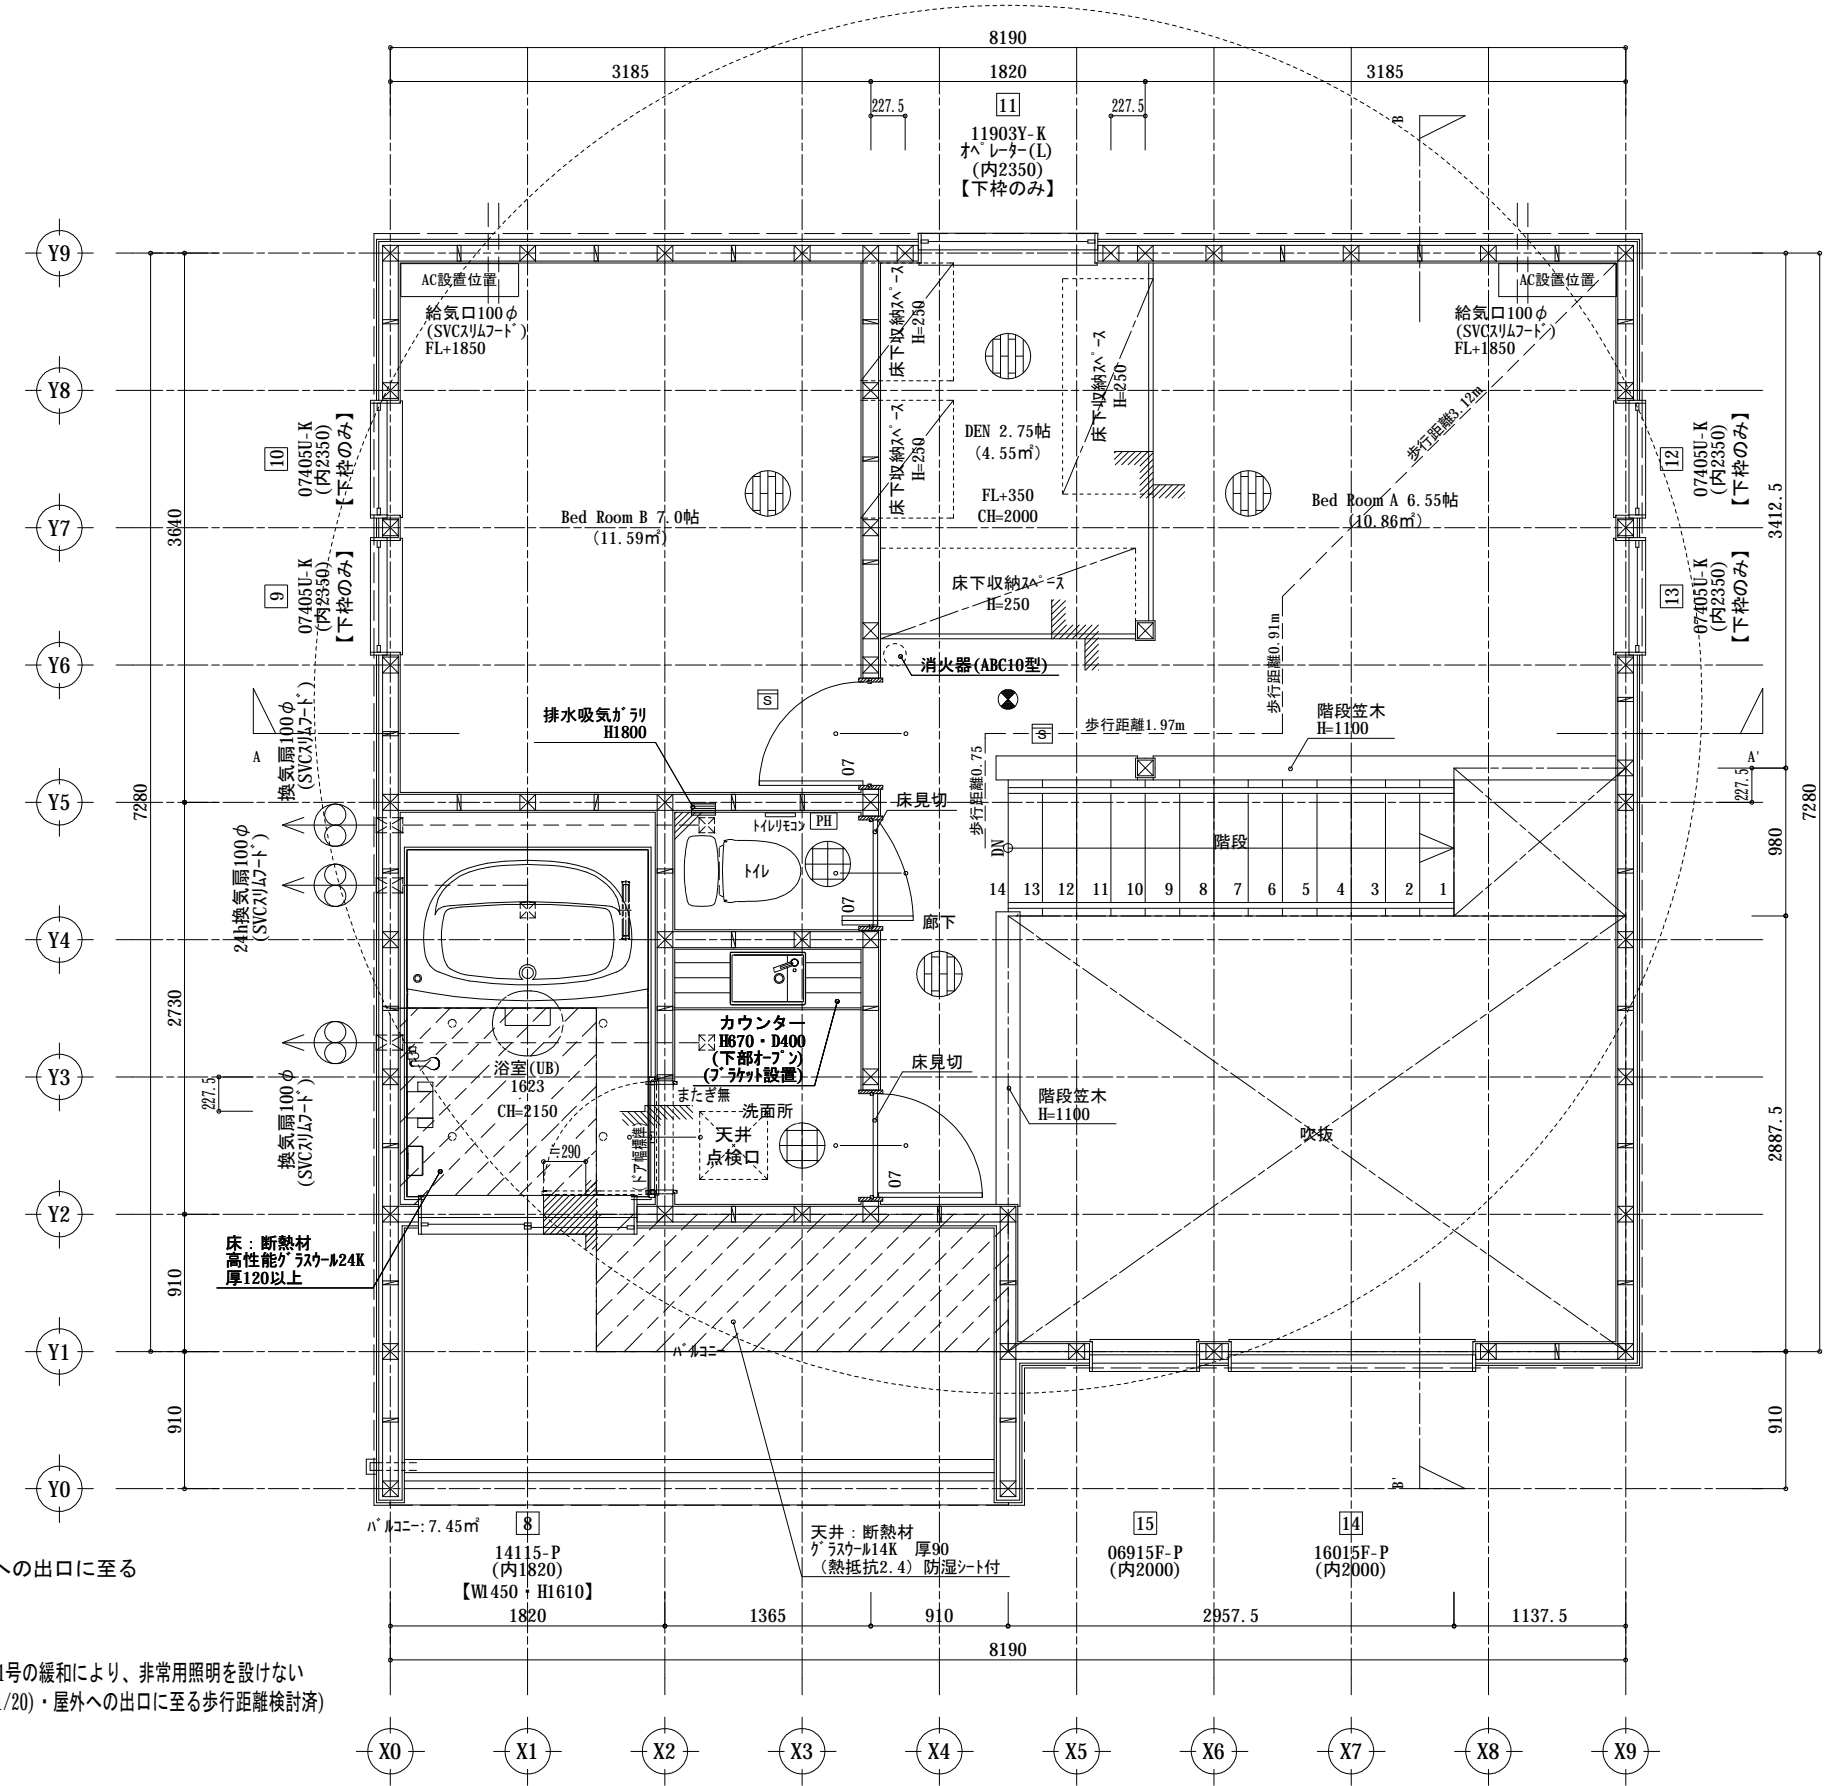 8190
3185
1820
3185
227.5
11
227.5
11903Y-K
ｵﾍﾟﾚｰﾀｰ(L)
(内2350)
【下枠のみ】
B'
Y9
Y8
Y7
Y6
Y5
Y4
Y3
Y2
Y1
Y0
AC設置位置
給気口100φ
(SVCｽﾘﾑﾌｰﾄﾞ)
FL+1850
床下収納ｽﾍﾟｰｽ
H=250
床下収納ｽﾍﾟｰｽ
H=250
床下収納ｽﾍﾟｰｽ
H=250
AC設置位置
給気口100φ
(SVCｽﾘﾑﾌｰﾄﾞ)
FL+1850
歩行距離3.12m
10
07405U-K
(内2350)
【下枠のみ】
9
07405U-K
(内2350)
【下枠のみ】
12
07405U-K
(内2350)
【下枠のみ】
13
07405U-K
(内2350)
【下枠のみ】
DEN 2.75帖
(4.55㎡)
FL+350
CH=2000
Bed Room B 7.0帖
(11.59㎡)
Bed Room A 6.55帖
(10.86㎡)
床下収納ｽﾍﾟｰｽ
H=250
消火器(ABC10型)
歩行距離0.91m
歩行距離1.97m
歩行距離0.75
S
S
階段笠木
H=1100
排水吸気ｶﾞﾗﾘ
H1800
A
A'
3640
7280
2730
910
910
227.5
3412.5
227.5
980
7280
2887.5
910
換気扇100φ
(SVCｽﾘﾑﾌｰﾄﾞ)
24h換気扇100φ
(SVCｽﾘﾑﾌｰﾄﾞ)
換気扇100φ
(SVCｽﾘﾑﾌｰﾄﾞ)
07
床見切
ﾄｲﾚﾘﾓｺﾝ
PH
ﾄｲﾚ
07
廊下
DN
階段
14 13 12 11 10 9 8 7 6 5 4 3 2 1
カウンター
H670・D400
(下部ｵｰﾌﾟﾝ)
(ﾌﾞﾗｹｯﾄ設置)
浴室(UB)
1623
CH=2150
またぎ無
洗面所
天井
点検口
ドア幅標準
≒290
床見切
07
階段笠木
H=1100
吹抜
床：断熱材
高性能ｸﾞﾗｽｳｰﾙ24K
厚120以上
ﾊﾞﾙｺﾆｰ
ﾊﾞﾙｺﾆｰ:7.45㎡
8
14115-P
(内1820)
【W1450・H1610】
天井：断熱材
ｸﾞﾗｽｳｰﾙ14K 厚90
(熱抵抗2.4) 防湿ｼｰﾄ付
15
06915F-P
(内2000)
14
16015F-P
(内2000)
B'
への出口に至る
1820
1365
910
2957.5
1137.5
8190
1号の緩和により、非常用照明を設けない
1/20)・屋外への出口に至る歩行距離検討済)
X0 X1 X2 X3 X4 X5 X6 X7 X8 X9